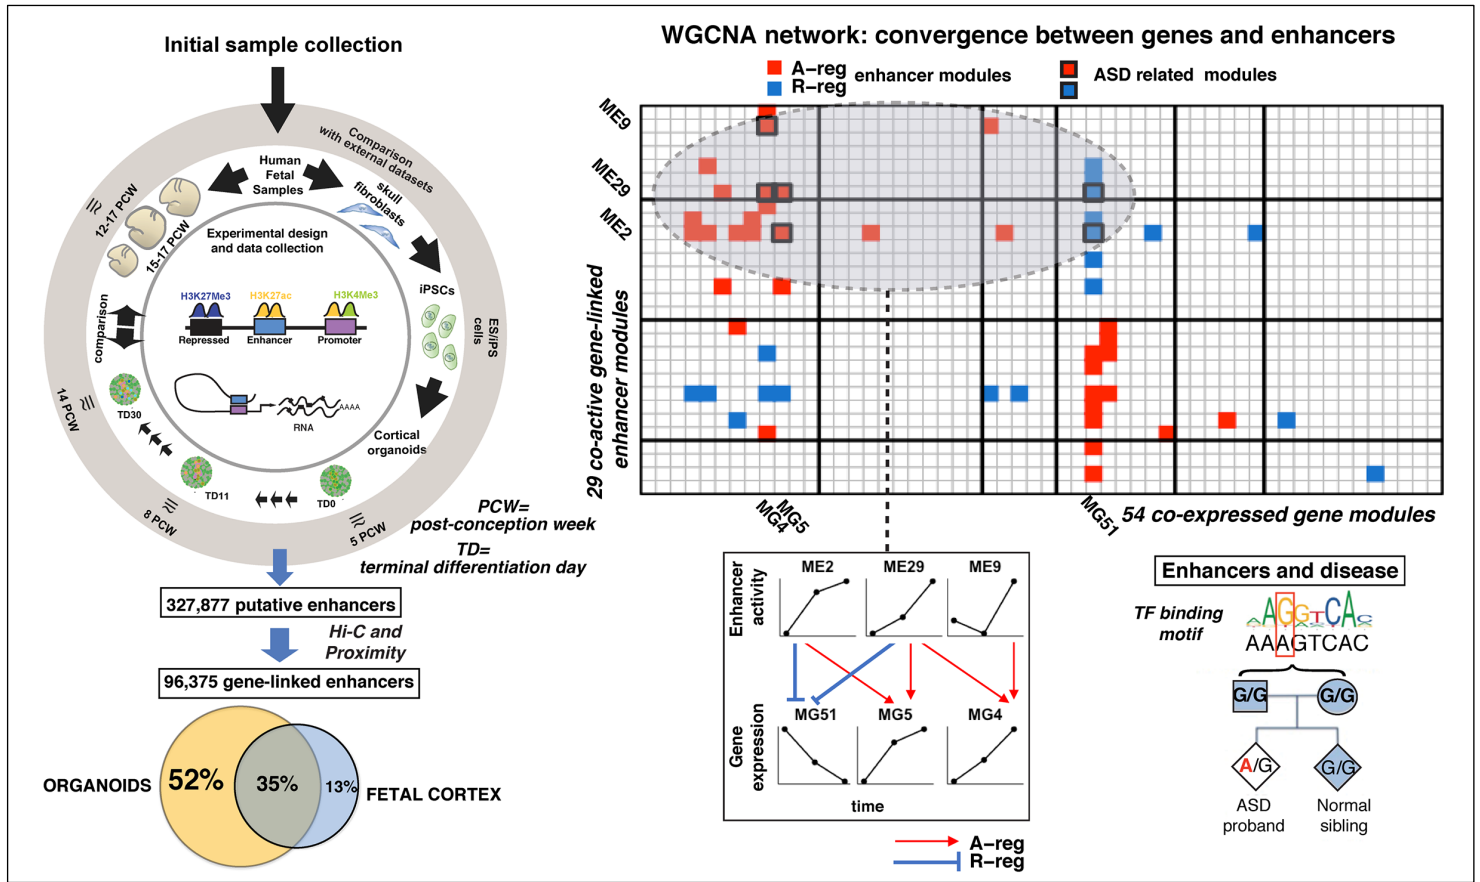 Initial sample collection
Comparison
with external datasets
Human
Fetal
Samples
skull
fibroblasts
12-17 PCW
15-17 PCW
Experimental design
and data collection
iPSCs
ES/iPS
cells
H3K27Me3
H3K27ac
H3K4Me3
Repressed
Enhancer
Promoter
comparison
AAAA
RNA
TD30
14 PCW
Cortical
organoids
TD11
TD0
8 PCW
5 PCW
PCW=
post-conception week
TD=
terminal differentiation day
327,877 putative enhancers
Hi-C and
Proximity
96,375 gene-linked enhancers
ORGANOIDS
52%
35%
13%
FETAL CORTEX
WGCNA network: convergence between genes and enhancers
A-reg
R-reg
enhancer modules
ASD related modules
ME9
ME29
ME2
29 co-active gene-linked
enhancer modules
MG4
MG5
MG51
54 co-expressed gene modules
Enhancer
activity
ME2
ME29
ME9
Gene
expression
MG51
MG5
MG4
time
A-reg
R-reg
Enhancers and disease
TF binding
motif
AAGGTCAC
AAAGTCAC
G/G
G/G
A/G
G/G
ASD
proband
Normal
sibling